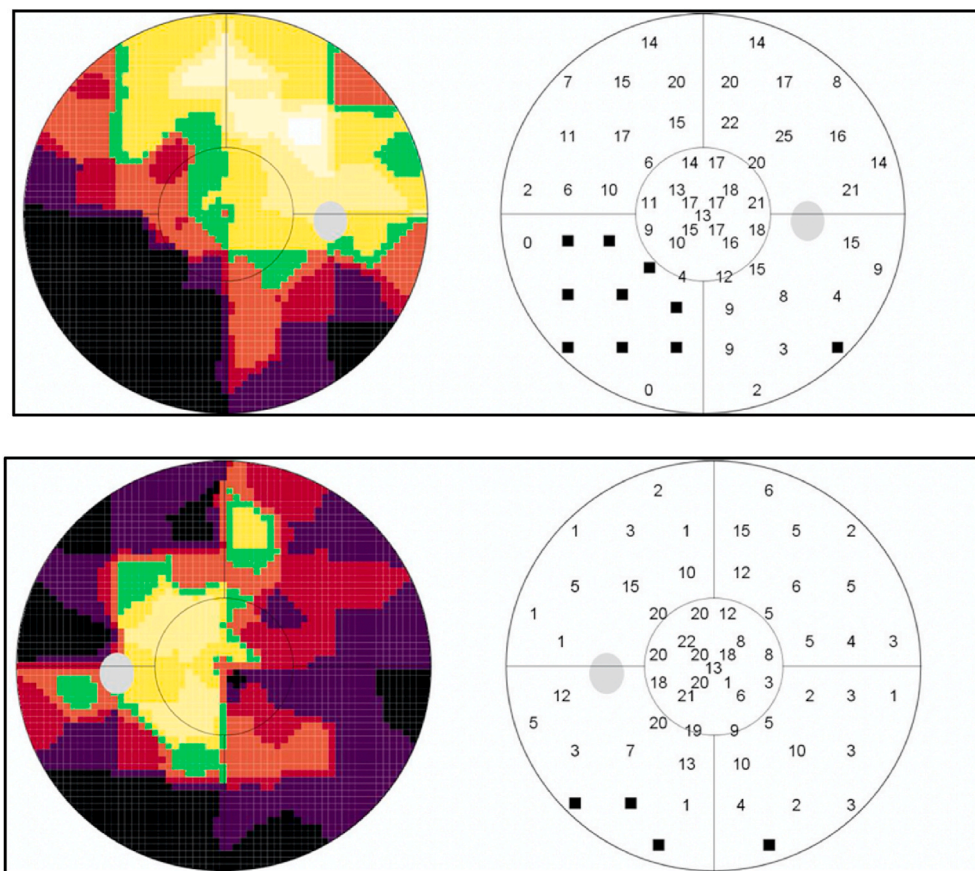 14 14
7 15 20 20 17 8
15 22
11 17 25 16
6 14 17 20 14
2 6 10 13 18 21
11 17 17 21
13
9 15 17 18
0 10 16 15
4 12 15 9
8 4
9
9 3
0 2
2 6
1 3 1 15 5 2
10 12
5 15 6 5
1 20 20 12 5
1 22 8 5 4 3
20 20 18 8
13
18 20 1 3
12 21 6 2 3 1
5 20 19 9 5
3 7 10 3
13 10
1 4 2 3